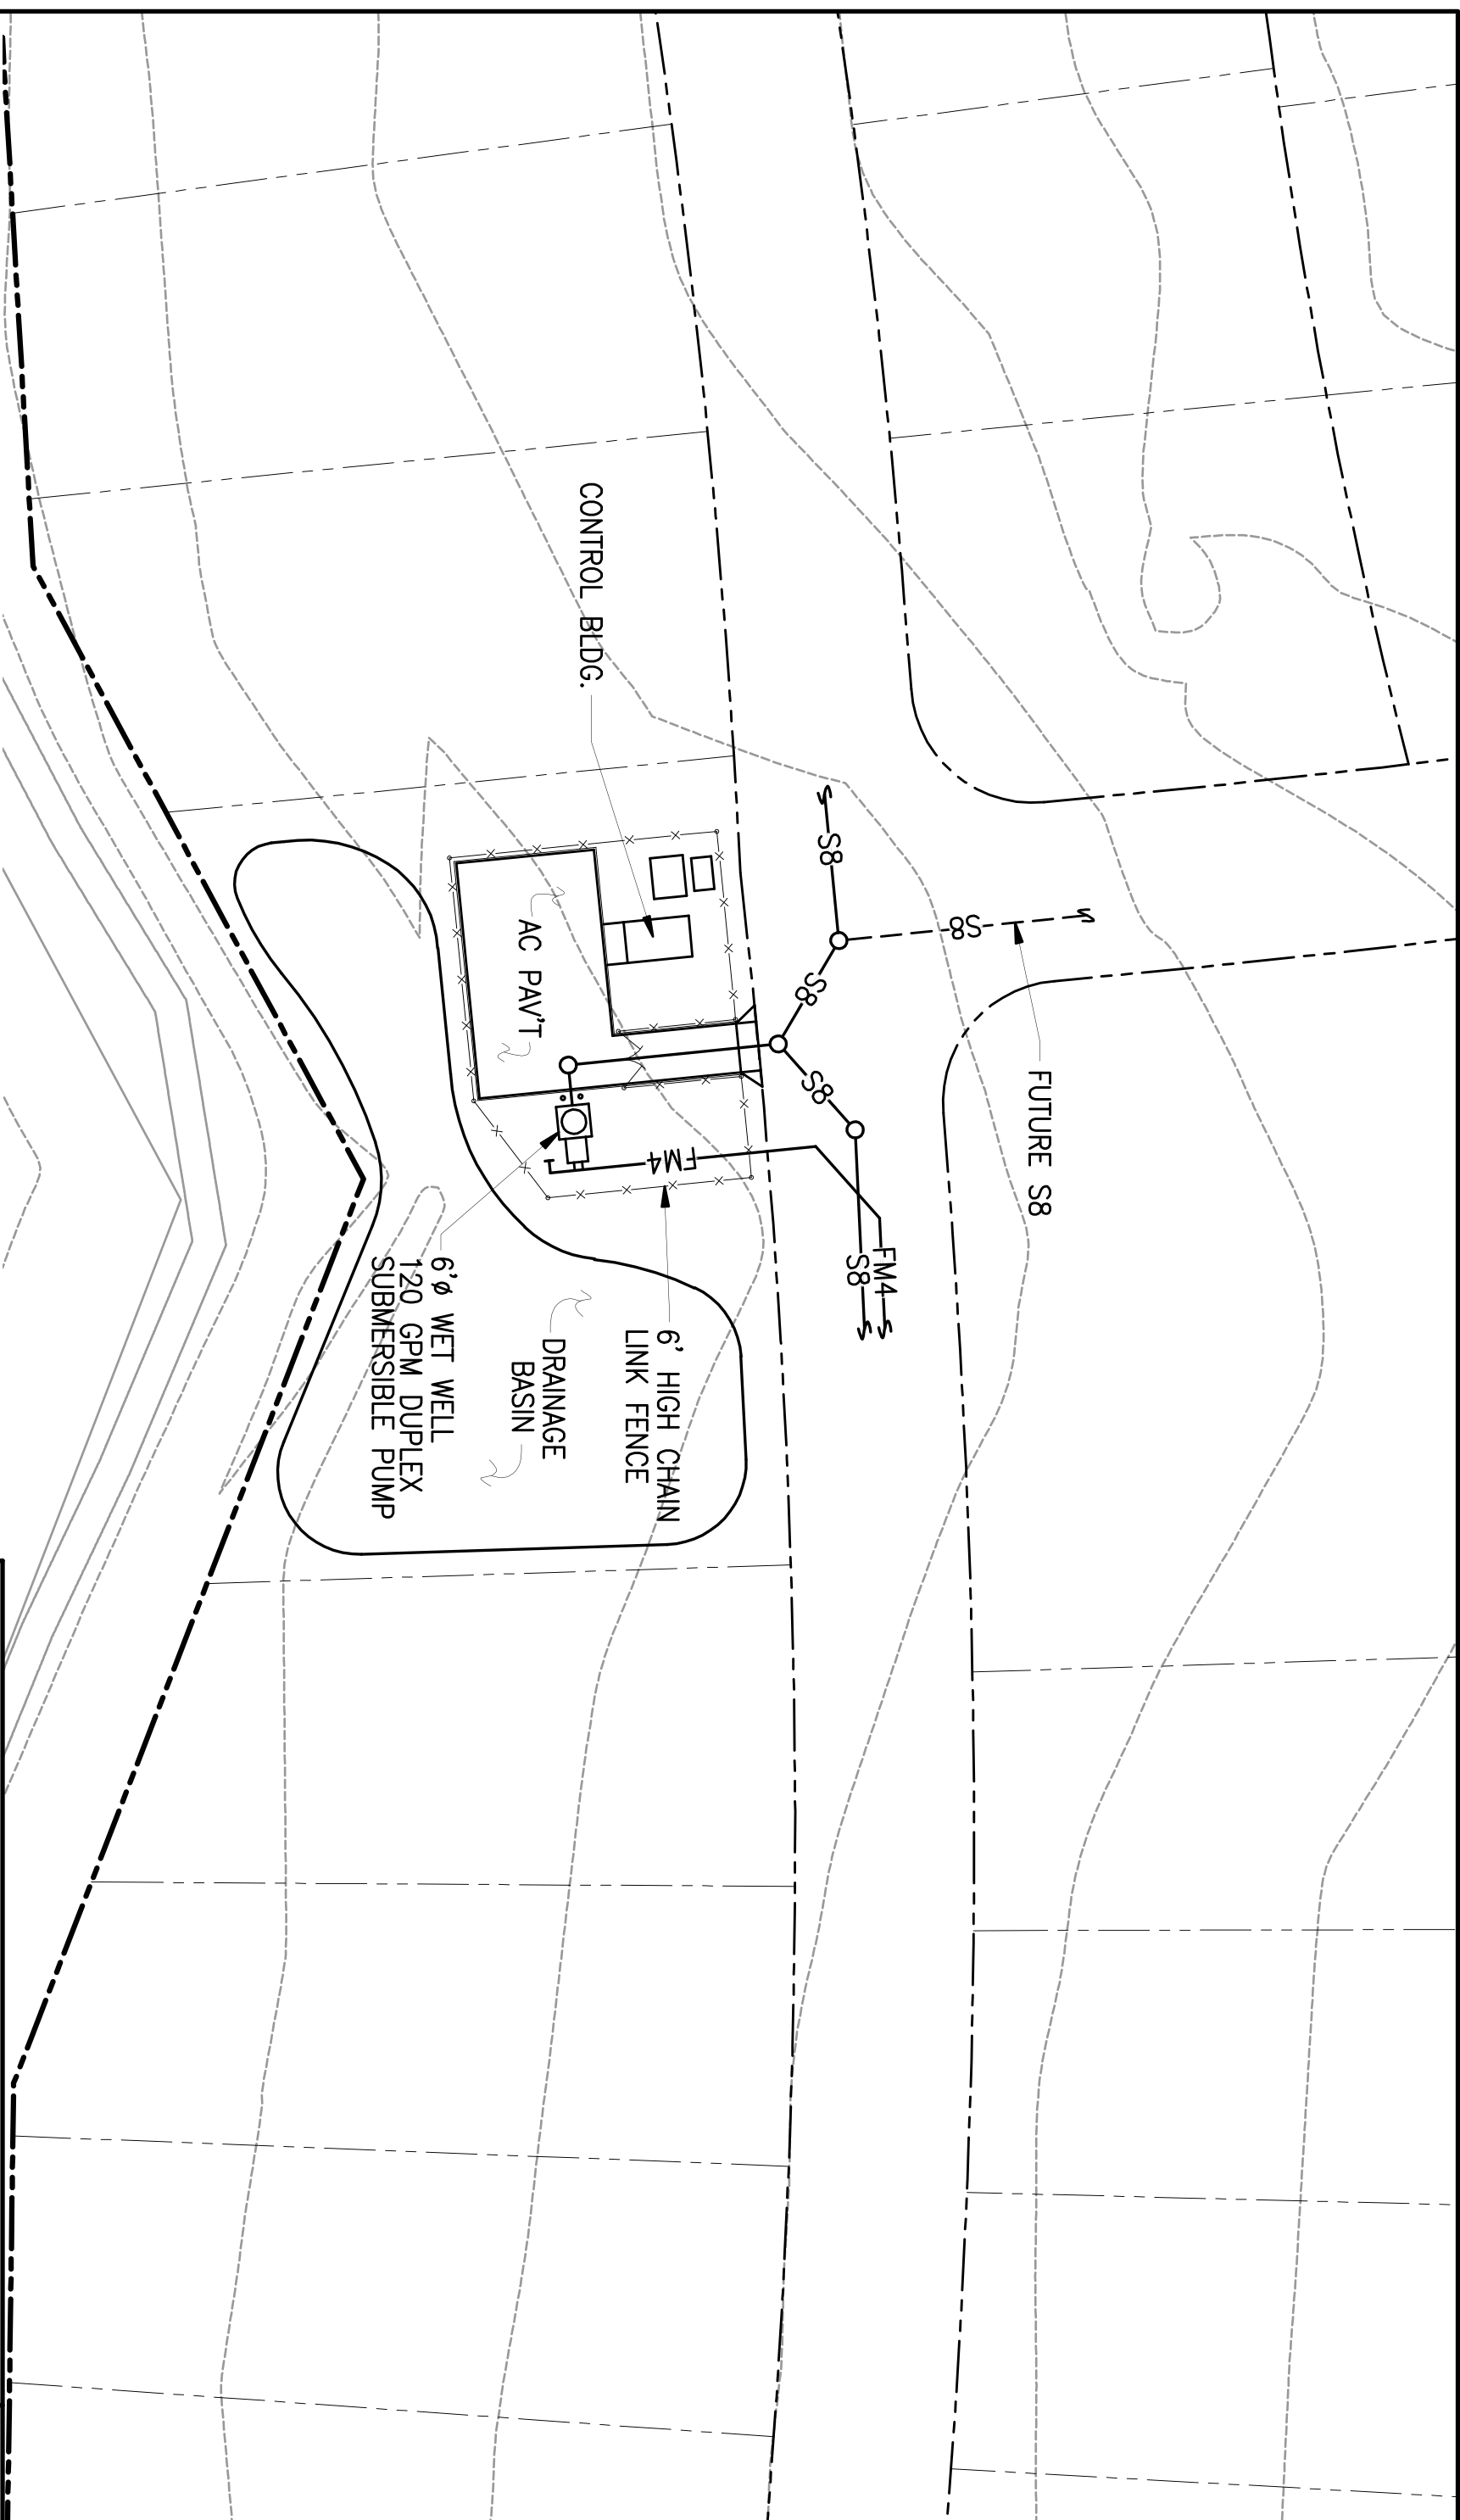 CONTROL BLDG.
AC PAV'T
S8
S8
S8
S8
S8
FM4
FM4
FUTURE S8
6' HIGH CHAIN
LINK FENCE
DRAINAGE
BASIN
6'ø WET WELL
120 GPM DUPLEX
SUBMERSIBLE PUMP